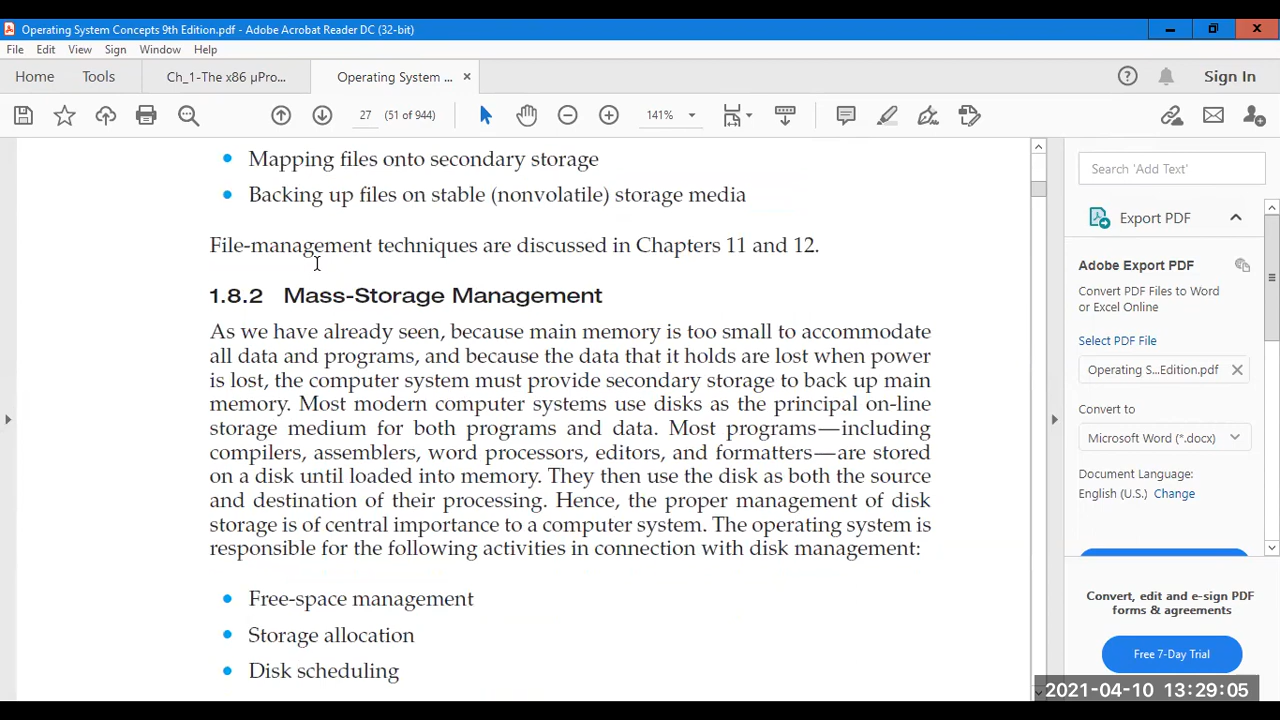 Operating System Concepts 9th Edition.pdf - Adobe Acrobat Reader DC (32-bit)
File Edit View Sign Window Help
Home Tools Ch_1-The x86 µPro... Operating System ... × Sign In
27 (51 of 944) 141%
Mapping files onto secondary storage
Backing up files on stable (nonvolatile) storage media
File-management techniques are discussed in Chapters 11 and 12.
1.8.2 Mass-Storage Management
As we have already seen, because main memory is too small to accommodate
all data and programs, and because the data that it holds are lost when power
is lost, the computer system must provide secondary storage to back up main
memory. Most modern computer systems use disks as the principal on-line
storage medium for both programs and data. Most programs—including
compilers, assemblers, word processors, editors, and formatters—are stored
on a disk until loaded into memory. They then use the disk as both the source
and destination of their processing. Hence, the proper management of disk
storage is of central importance to a computer system. The operating system is
responsible for the following activities in connection with disk management:
Free-space management
Storage allocation
Disk scheduling
Search 'Add Text'
Export PDF
Adobe Export PDF
Convert PDF Files to Word
or Excel Online
Select PDF File
Operating S...Edition.pdf
Convert to
Microsoft Word (*.docx)
Document Language:
English (U.S.) Change
Convert, edit and e-sign PDF
forms & agreements
Free 7-Day Trial
2021-04-10 13:29:05